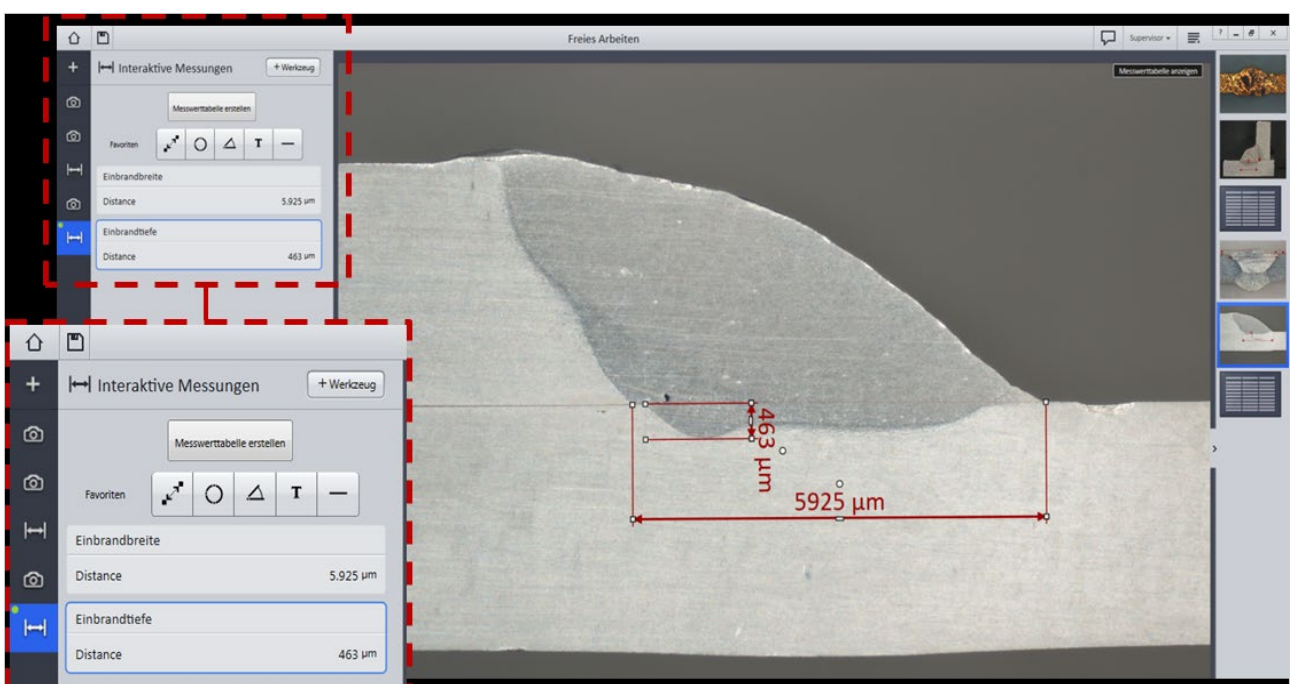 Freies Arbeiten
Supervisor
? _ x
Interaktive Messungen
+ Werkzeug
Messwerttabelle anzeigen
Messwerttabelle erstellen
Favoriten
T
Einbrandbreite
Distance 5.925 µm
Einbrandtiefe
Distance 463 µm
Interaktive Messungen
+ Werkzeug
Messwerttabelle erstellen
Favoriten
T
Einbrandbreite
Distance 5.925 µm
Einbrandtiefe
Distance 463 µm
463 µm
5925 µm